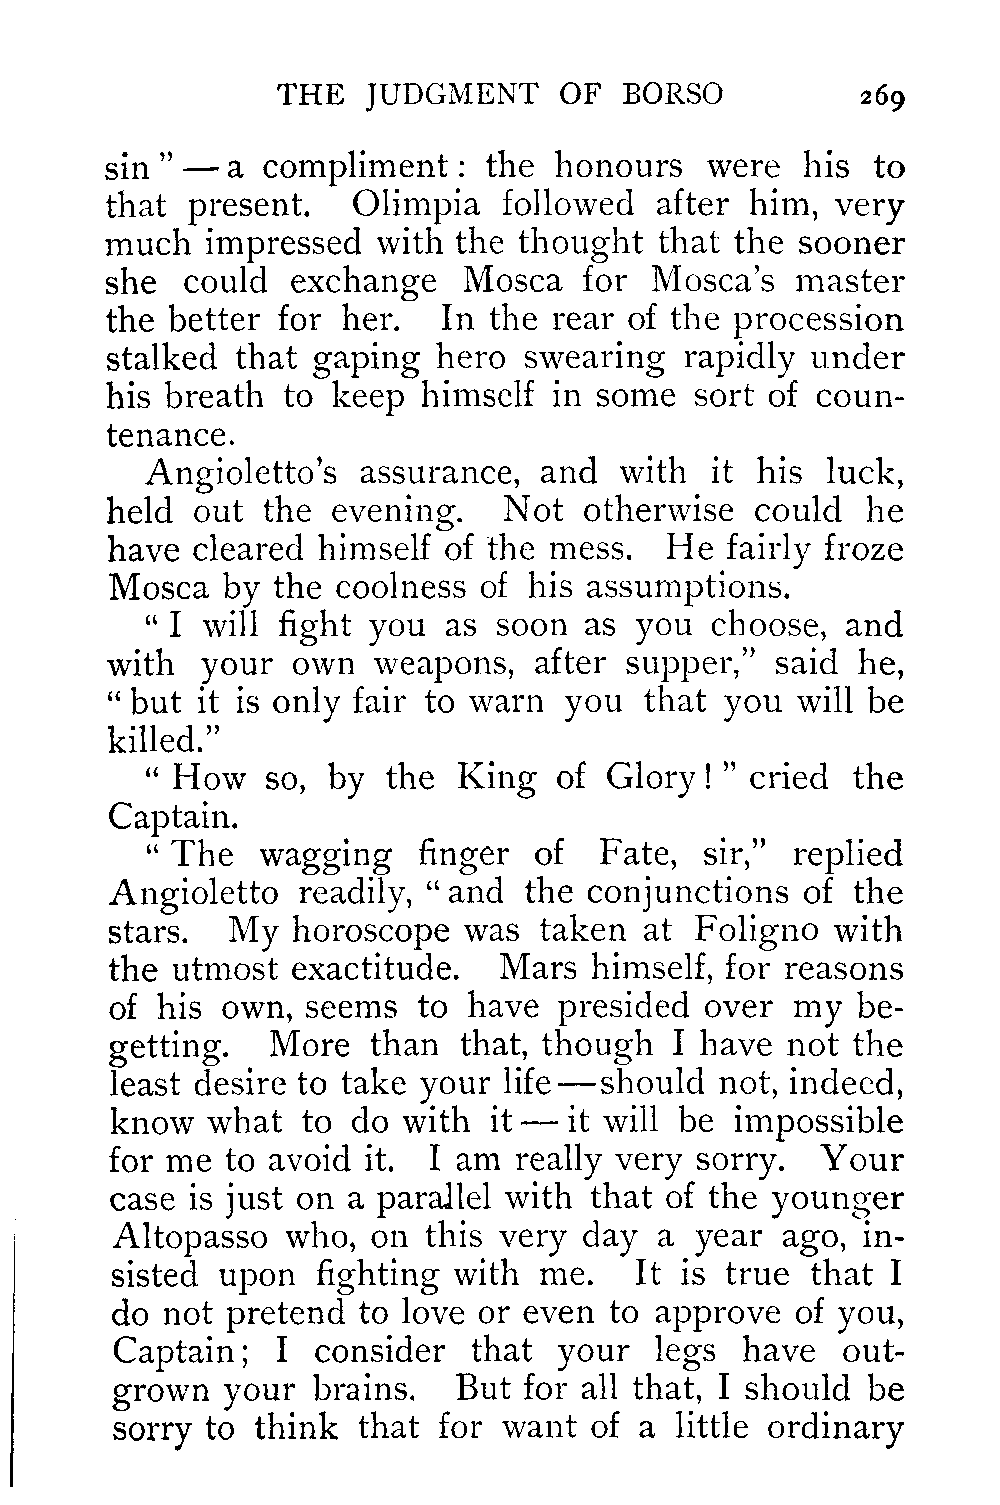 THE JUDGMENT OF BORSO 269
sin" — a compliment: the honours were his to
that present. Olimpia followed after him, very
much impressed with the thought that the sooner
she could exchange Mosca for Mosca's master
the better for her. In the rear of the procession
stalked that gaping hero swearing rapidly under
his breath to keep himself in some sort of coun-
tenance.
Angioletto's assurance, and with it his luck,
held out the evening. Not otherwise could he
have cleared himself of the mess. He fairly froze
Mosca by the coolness of his assumptions.
"I will fight you as soon as you choose, and
with your own weapons, after supper," said he,
"but it is only fair to warn you that you will be
killed."
"How so, by the King of Glory!" cried the
Captain.
"The wagging finger of Fate, sir," replied
Angioletto readily, "and the conjunctions of the
stars. My horoscope was taken at Foligno with
the utmost exactitude. Mars himself, for reasons
of his own, seems to have presided over my be-
getting. More than that, though I have not the
least desire to take your life—should not, indeed,
know what to do with it — it will be impossible
for me to avoid it. I am really very sorry. Your
case is just on a parallel with that of the younger
Altopasso who, on this very day a year ago, in-
sisted upon fighting with me. It is true that I
do not pretend to love or even to approve of you,
Captain; I consider that your legs have out-
grown your brains. But for all that, I should be
sorry to think that for want of a little ordinary